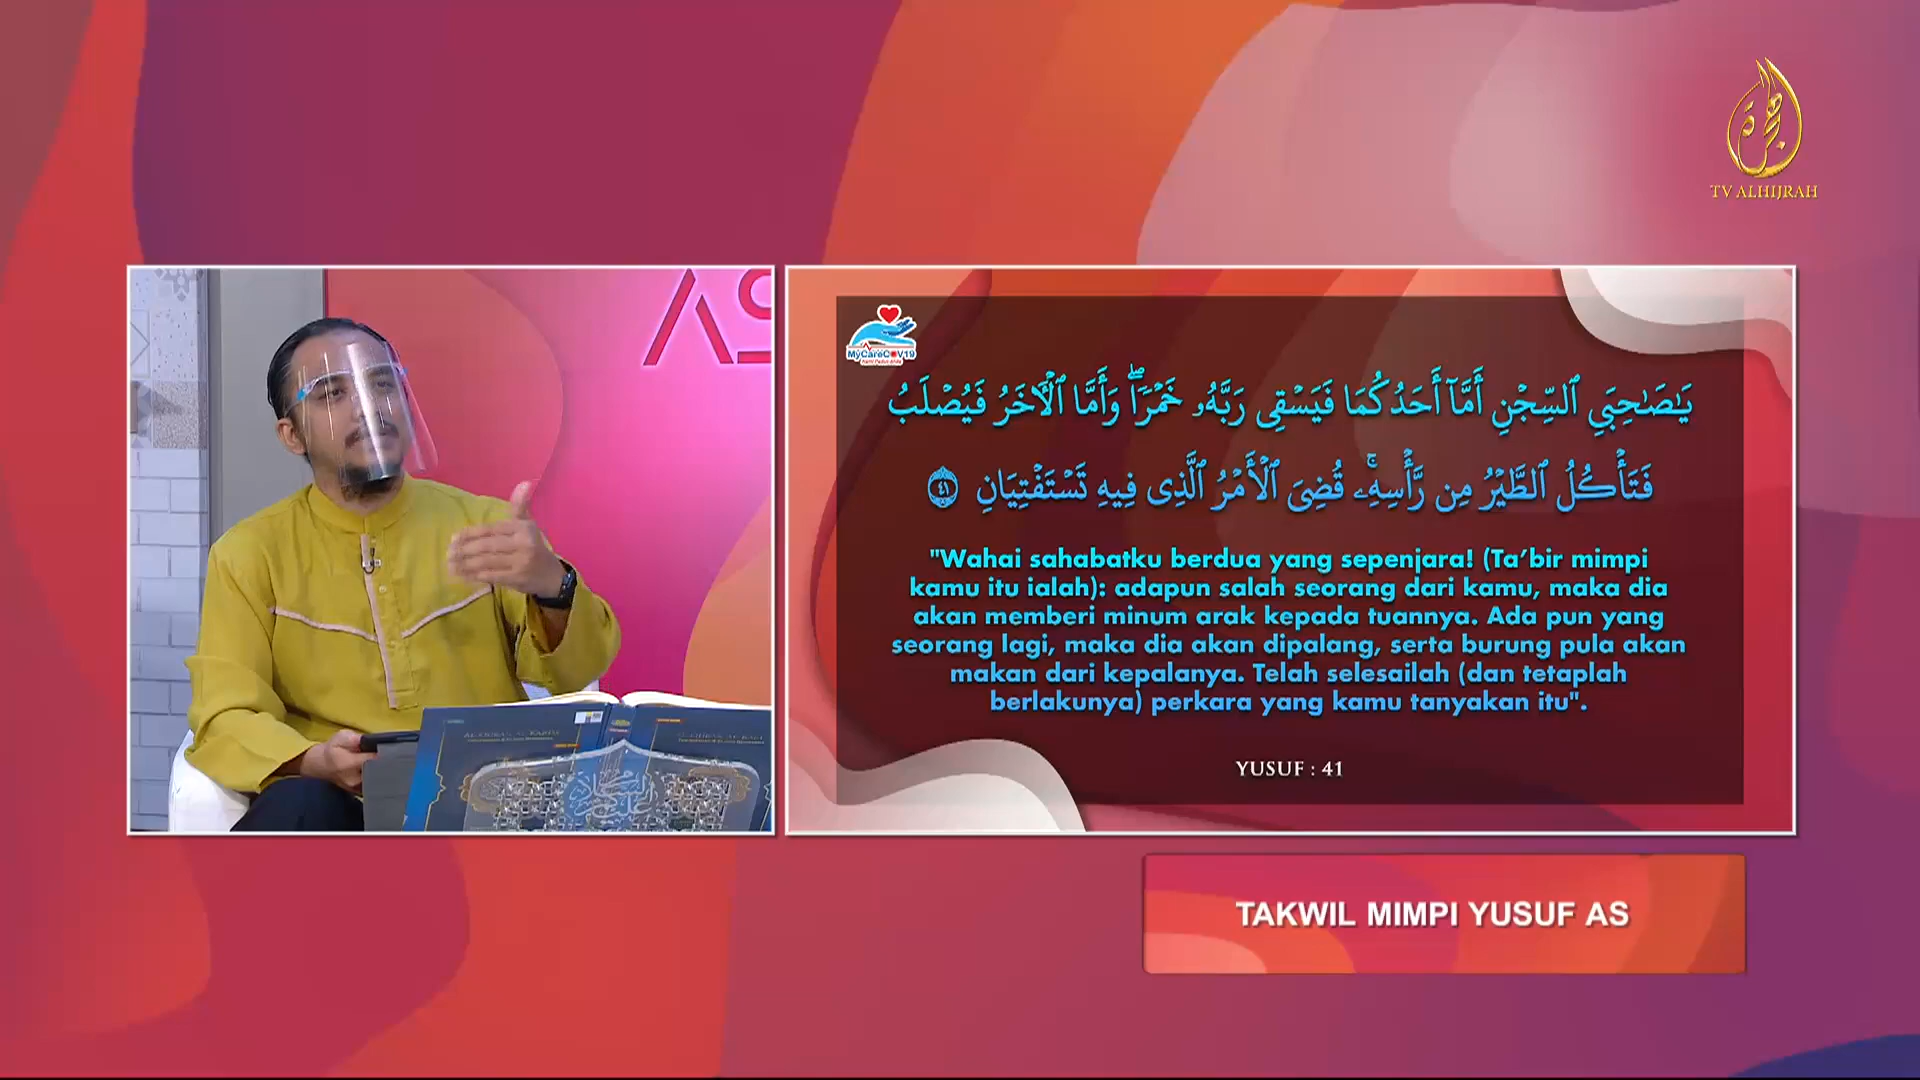 TV ALHIJRAH
MyCareCOV19
يَـٰصَـٰحِبَىِ ٱلسِّجْنِ أَمَّآ أَحَدُكُمَا فَيَسْقِى رَبَّهُۥ خَمْرًۭا ۖ وَأَمَّا ٱلْـَٔاخَرُ فَيُصْلَبُ
فَتَأْكُلُ ٱلطَّيْرُ مِن رَّأْسِهِۦ ۚ قُضِىَ ٱلْأَمْرُ ٱلَّذِى فِيهِ تَسْتَفْتِيَانِ ٤١
"Wahai sahabatku berdua yang sepenjara! (Ta’bir mimpi
kamu itu ialah): adapun salah seorang dari kamu, maka dia
akan memberi minum arak kepada tuannya. Ada pun yang
seorang lagi, maka dia akan dipalang, serta burung pula akan
makan dari kepalanya. Telah selesailah (dan tetaplah
berlakunya) perkara yang kamu tanyakan itu".
YUSUF : 41
TAKWIL MIMPI YUSUF AS